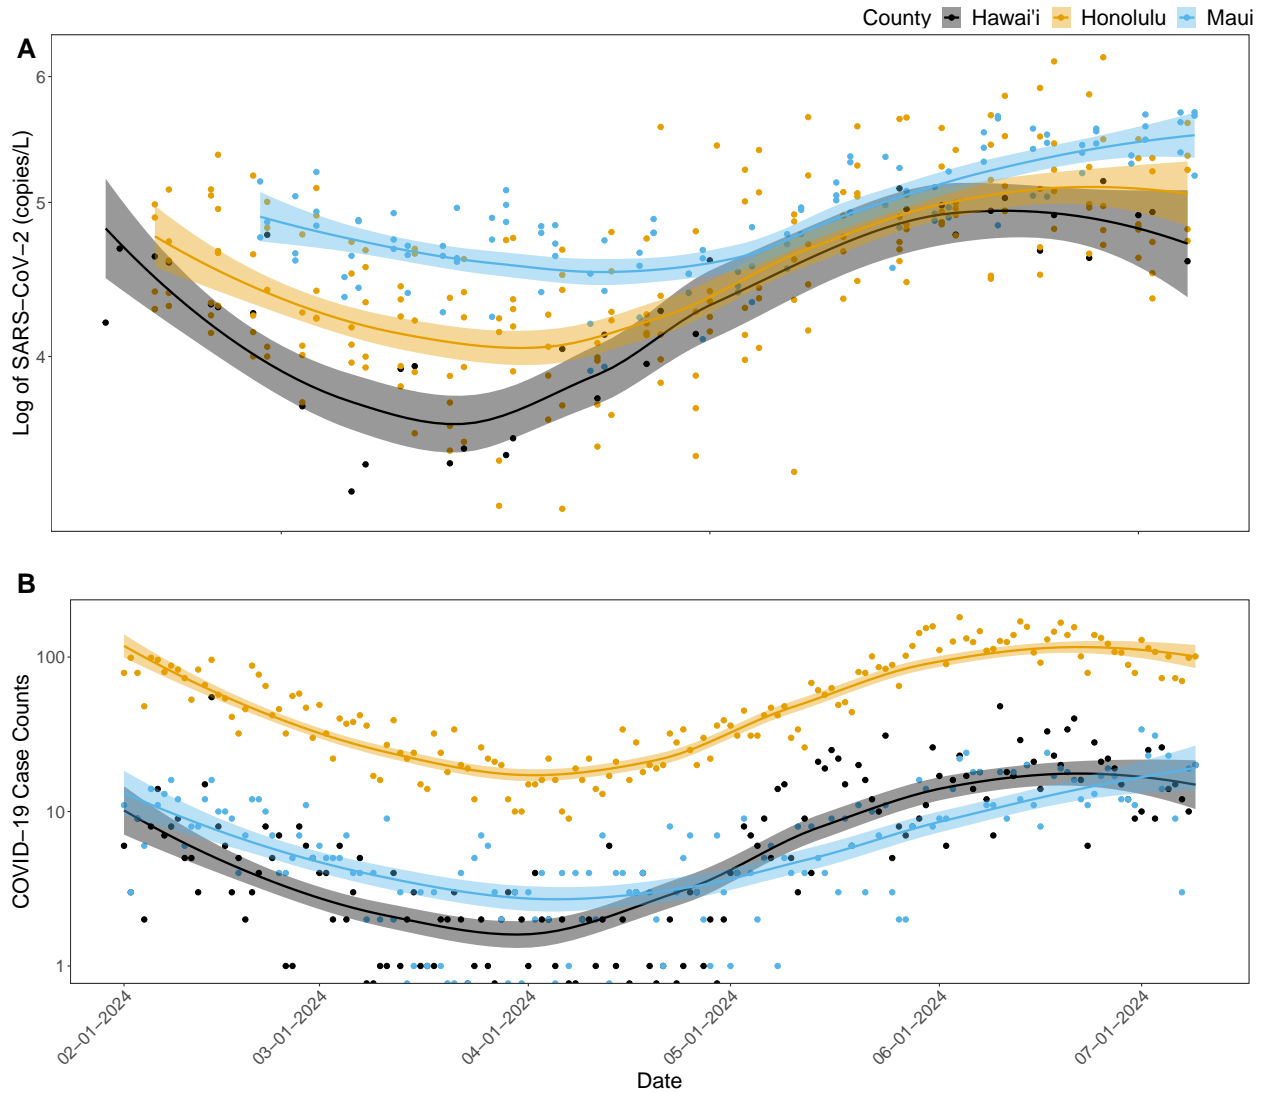 County Hawai'i Honolulu Maui
A
Log of SARS−CoV−2 (copies/L)
6
5
4
B
COVID−19 Case Counts
100
10
1
02−01−2024
03−01−2024
04−01−2024
05−01−2024
06−01−2024
07−01−2024
Date